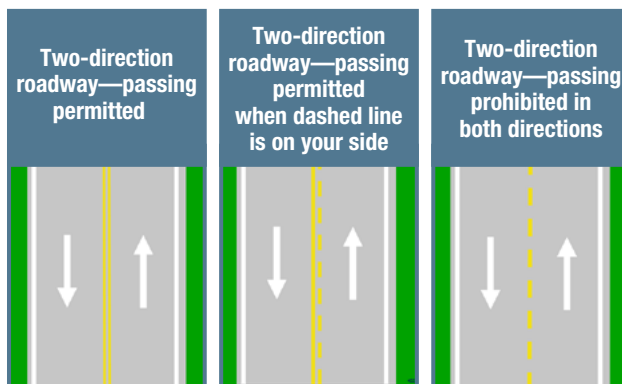 Two-direction
roadway—passing
permitted
Two-direction
roadway—passing
permitted
when dashed line
is on your side
Two-direction
roadway—passing
prohibited in
both directions